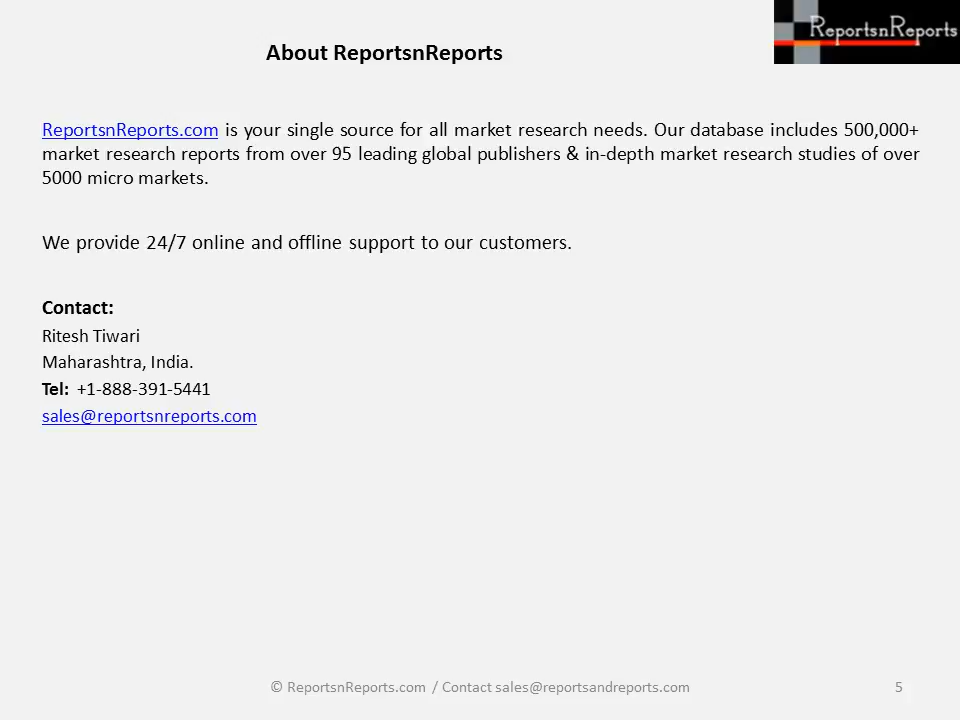 ReportsnReports
About ReportsnReports
ReportsnReports.com is your single source for all market research needs. Our database includes 500,000+
market research reports from over 95 leading global publishers & in-depth market research studies of over
5000 micro markets.
We provide 24/7 online and offline support to our customers.
Contact:
Ritesh Tiwari
Maharashtra, India.
Tel: +1-888-391-5441
sales@reportsnreports.com
© ReportsnReports.com / Contact sales@reportsandreports.com
5